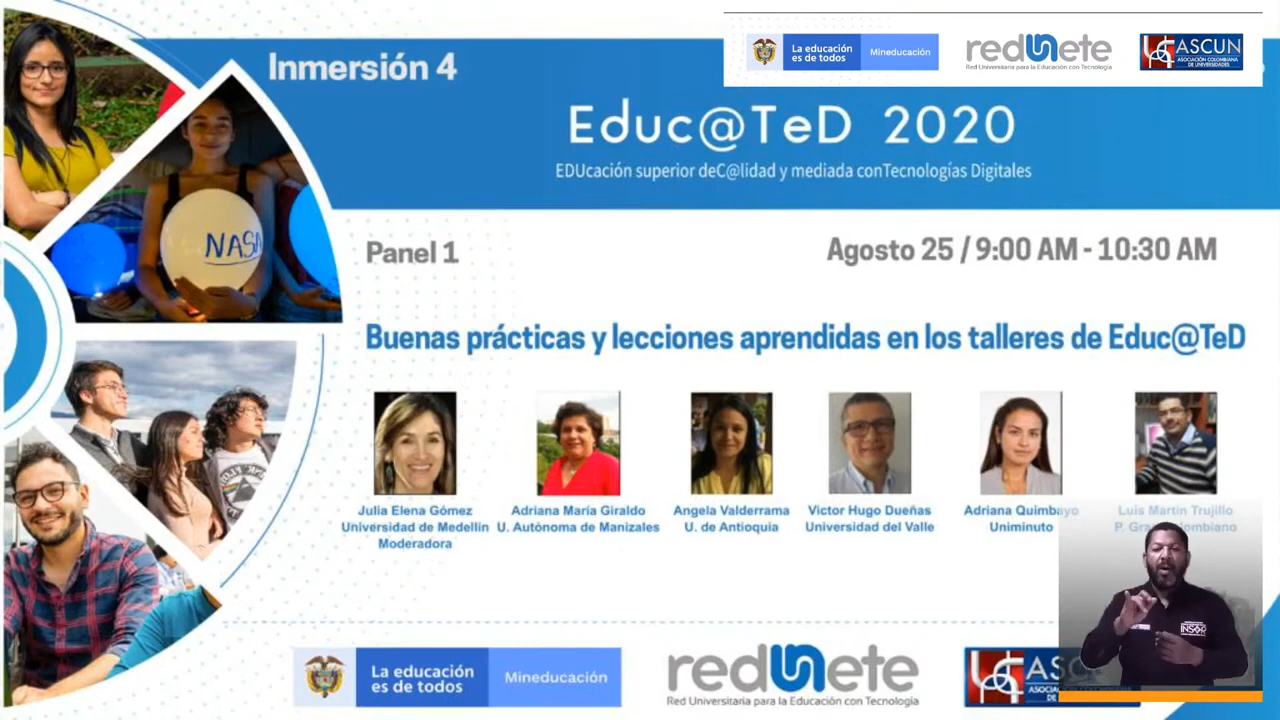 Inmersión 4
La educación
es de todos
Mineducación
redUNete
Red Universitaria para la Educación con Tecnología
ASCUN
ASOCIACIÓN COLOMBIANA
DE UNIVERSIDADES
Educ@TeD 2020
EDUcación superior deC@lidad y mediada conTecnologías Digitales
NASA
Panel 1
Agosto 25 / 9:00 AM - 10:30 AM
Buenas prácticas y lecciones aprendidas en los talleres de Educ@TeD
Julia Elena Gómez
Universidad de Medellín
Moderadora
Adriana María Giraldo
U. Autónoma de Manizales
Angela Valderrama
U. de Antioquia
Victor Hugo Dueñas
Universidad del Valle
Adriana Quimbayo
Uniminuto
Luis Martin Trujillo
P. Grancolombiano
INSOR
La educación
es de todos
Mineducación
redUNete
Red Universitaria para la Educación con Tecnología